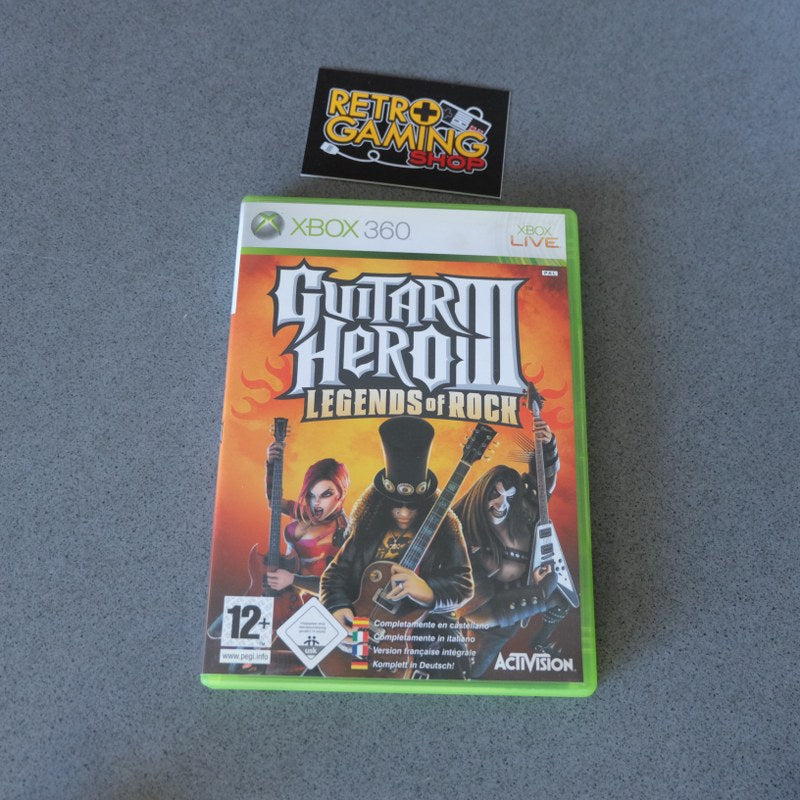 RETRO
GAMING
SHOP
XBOX 360
XBOX
LIVE
PAL
GUITAR
HERO III
LEGENDS OF ROCK
12+
www.pegi.info
usk
Completamente en castellano
Completamente in italiano
Version française intégrale
Komplett in Deutsch!
ACTIVISION